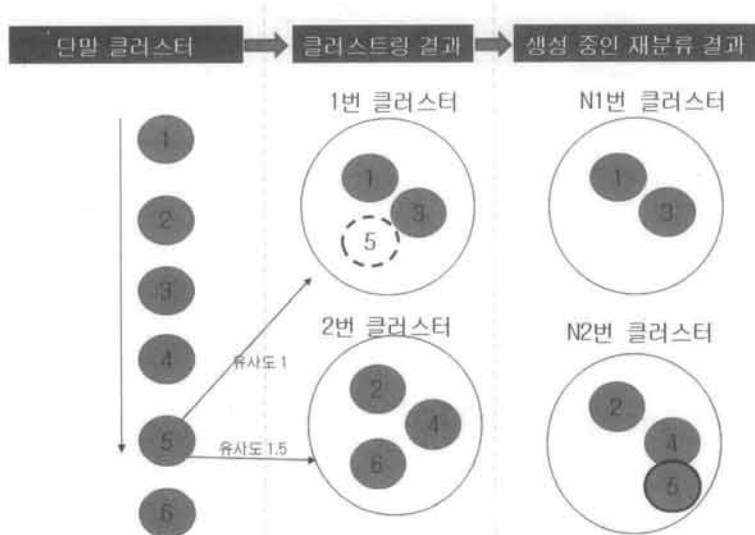 단말 클러스터
클러스트링 결과
생성 중인 재분류 결과
1
2
3
4
5
6
유사도 1
유사도 1.5
1번 클러스터
1
3
5
2번 클러스터
2
4
6
N1번 클러스터
1
3
N2번 클러스터
2
4
5